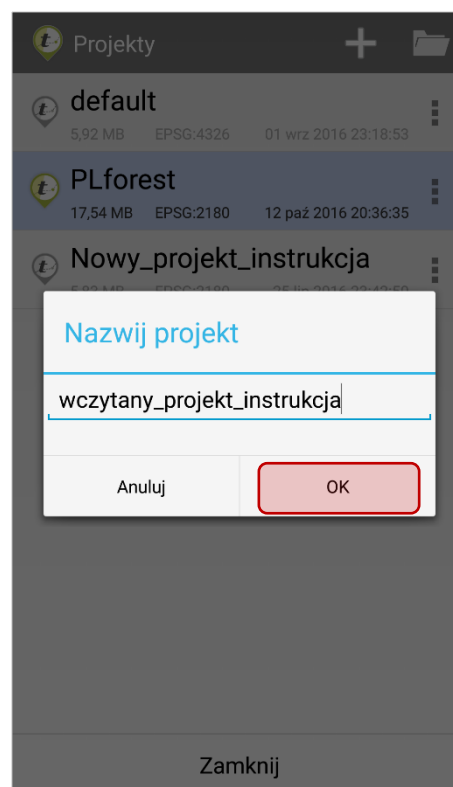 Projekty
default
5,92 MB EPSG:4326 01 wrz 2016 23:18:53
PLforest
17,54 MB EPSG:2180 12 paź 2016 20:36:35
Nowy_projekt_instrukcja
Nazwij projekt
wczytany_projekt_instrukcja
Anuluj OK
Zamknij